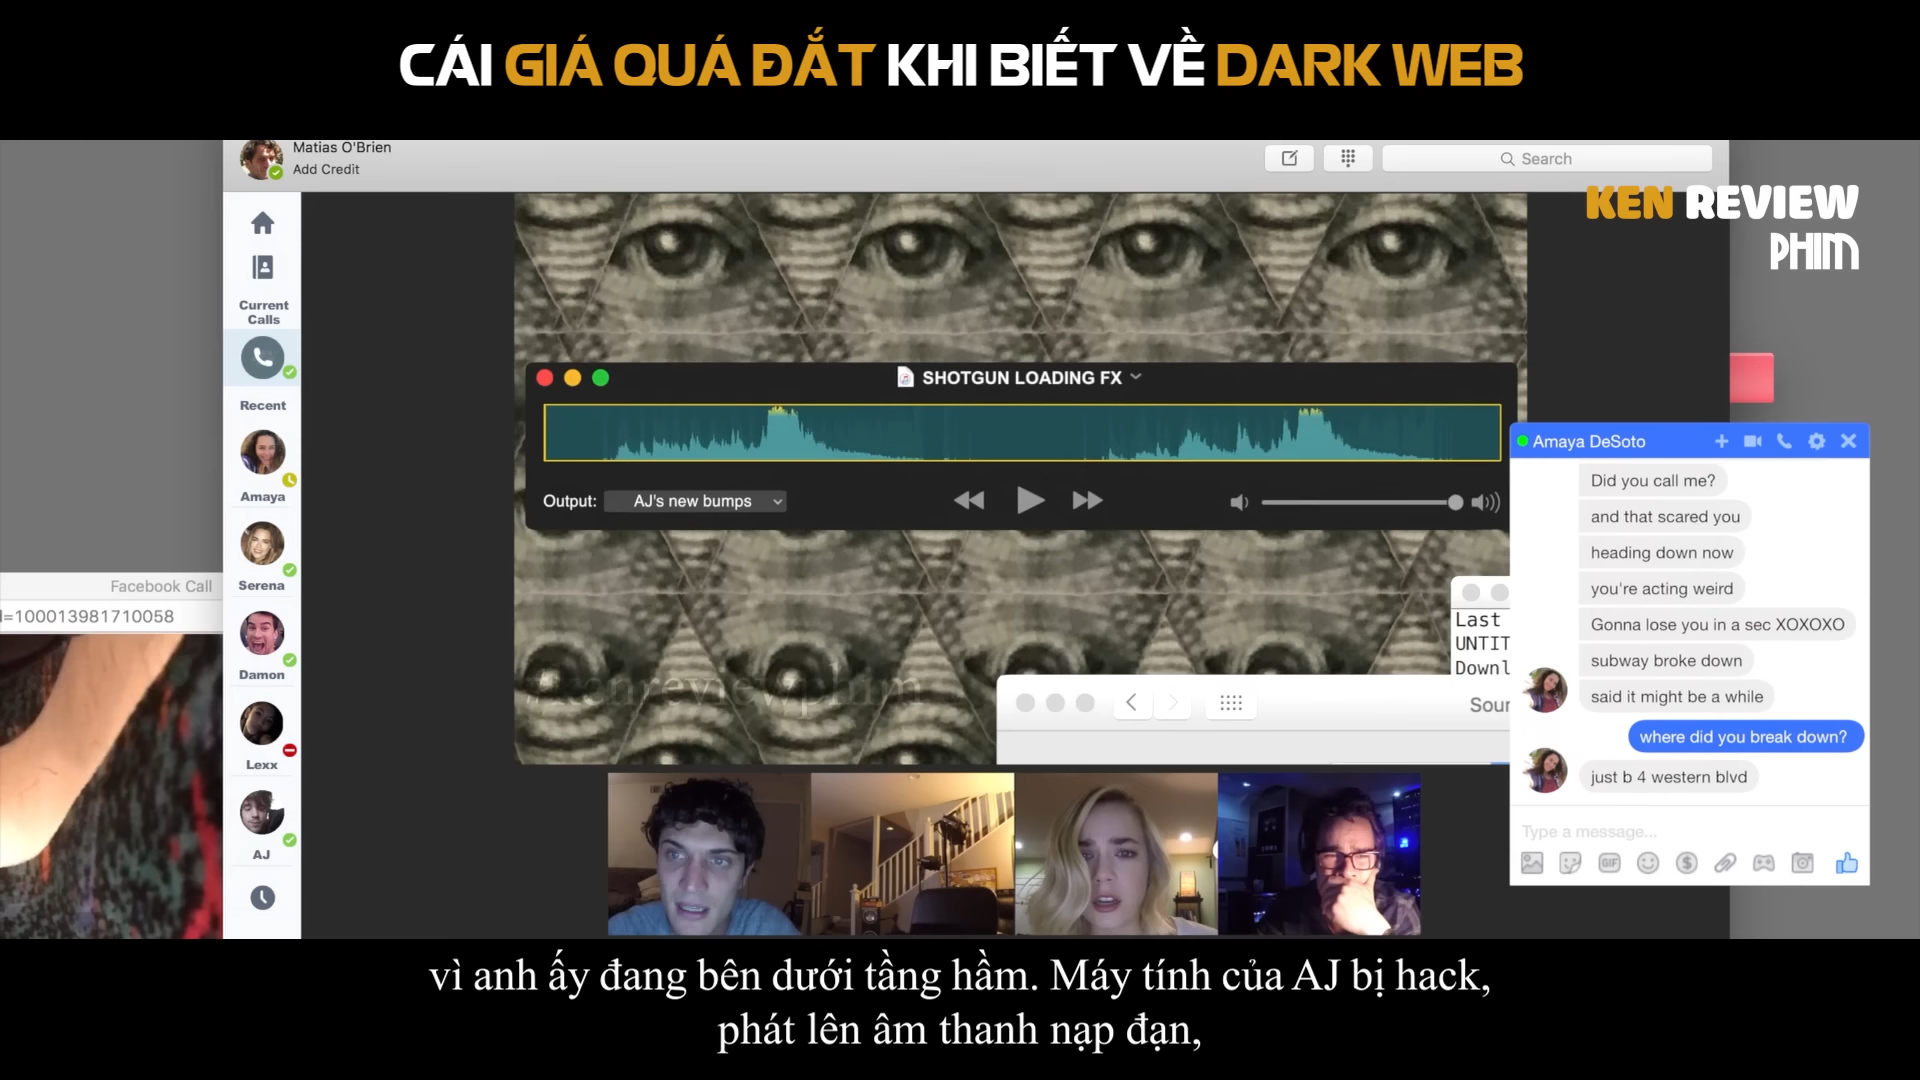 CÁI GIÁ QUÁ ĐẮT KHI BIẾT VỀ DARK WEB
Matias O'Brien
Add Credit
Search
KEN REVIEW
PHIM
Current
Calls
Recent
Amaya
Serena
Damon
Lexx
AJ
SHOTGUN LOADING FX
Output: AJ's new bumps
Facebook Call
=100013981710058
Last
UNTIT
Downl
Sour
#kenreviewphim
Amaya DeSoto
Did you call me?
and that scared you
heading down now
you're acting weird
Gonna lose you in a sec XOXOXO
subway broke down
said it might be a while
where did you break down?
just b 4 western blvd
Type a message...
GIF
vì anh ấy đang bên dưới tầng hầm. Máy tính của AJ bị hack,
phát lên âm thanh nạp đạn,